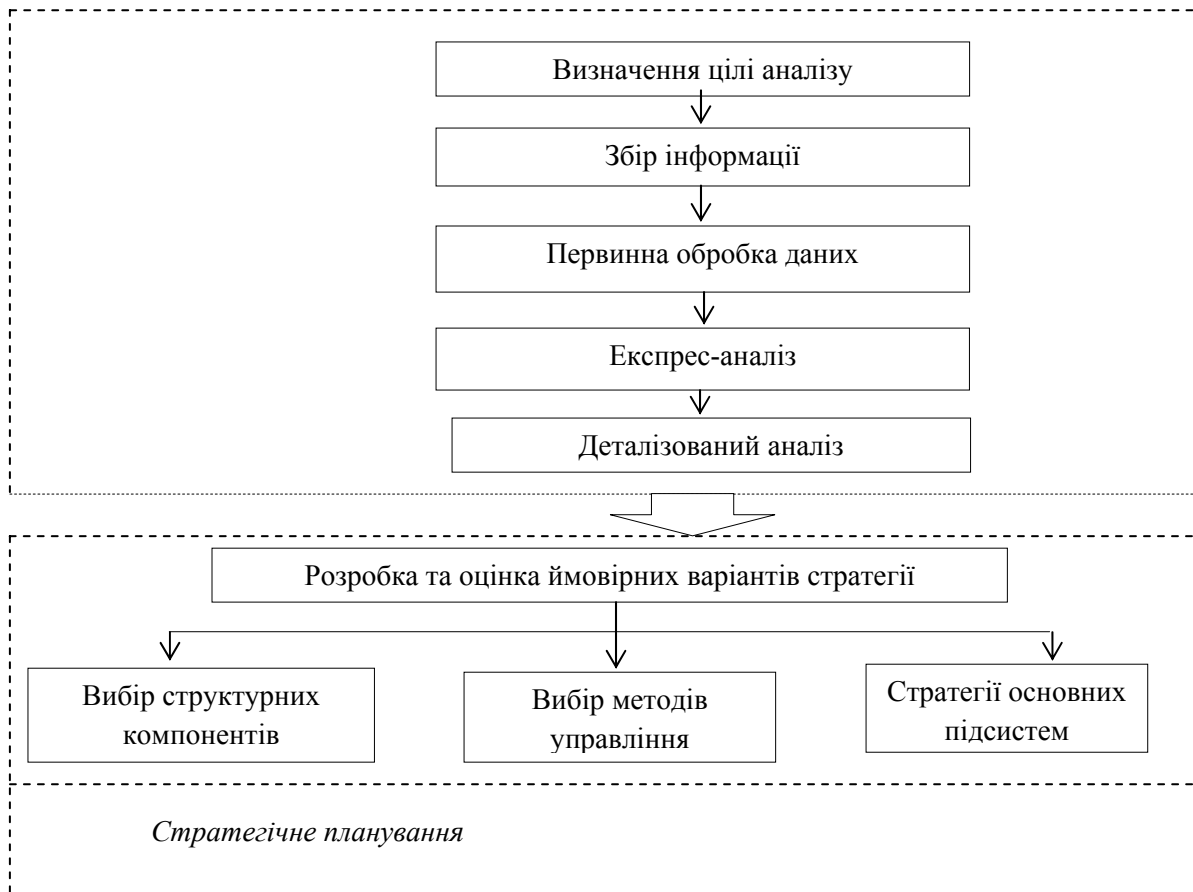 Визначення цілі аналізу
Збір інформації
Первинна обробка даних
Експрес-аналіз
Деталізований аналіз
Розробка та оцінка ймовірних варіантів стратегії
Вибір структурних
компонентів
Вибір методів
управління
Стратегії основних
підсистем
Стратегічне планування